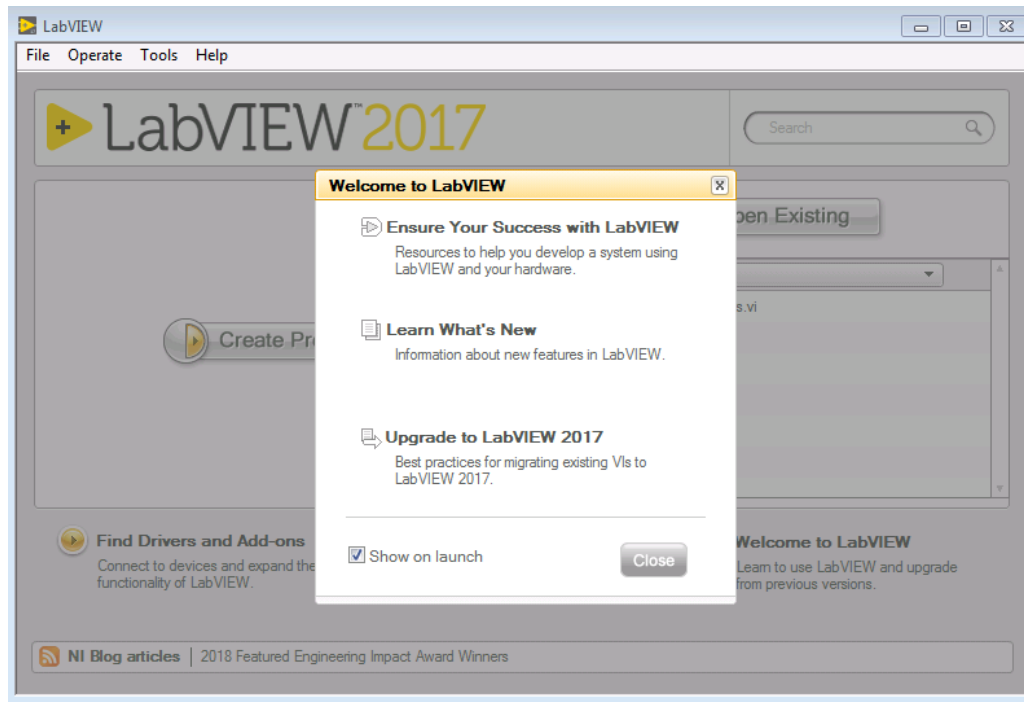 LabVIEW
File Operate Tools Help
LabVIEW™ 2017
Search
Welcome to LabVIEW
Ensure Your Success with LabVIEW
Resources to help you develop a system using
LabVIEW and your hardware.
Learn What's New
Information about new features in LabVIEW.
Upgrade to LabVIEW 2017
Best practices for migrating existing VIs to
LabVIEW 2017.
Show on launch
Close
Create
Existing
s.vi
Find Drivers and Add-ons
Connect to devices and expand the
functionality of LabVIEW.
Welcome to LabVIEW
Learn to use LabVIEW and upgrade
from previous versions.
NI Blog articles | 2018 Featured Engineering Impact Award Winners